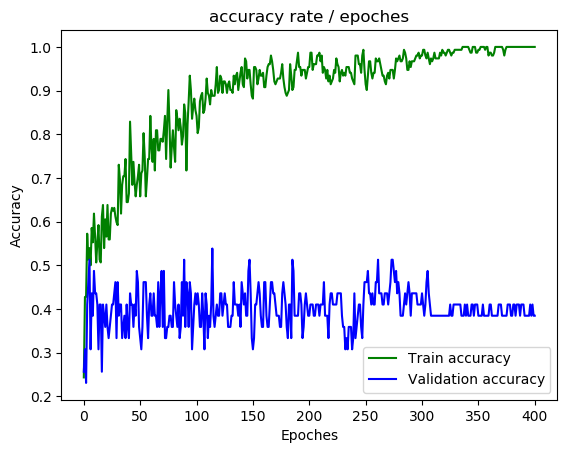 accuracy rate / epoches
Accuracy
1.0
0.9
0.8
0.7
0.6
0.5
0.4
0.3
0.2
Train accuracy
Validation accuracy
0 50 100 150 200 250 300 350 400
Epoches